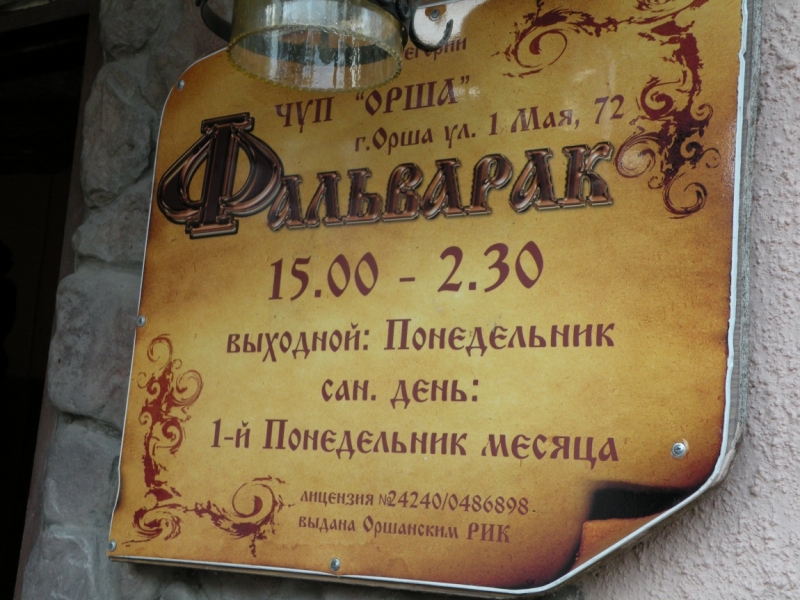 ЧУП "ОРША"
г.Орша ул. 1 Мая, 72
Фальварак
15.00 - 2.30
выходной: Понедельник
сан. день:
1-й Понедельник месяца
лицензия №24240/0486898
выдана Оршанским РИК